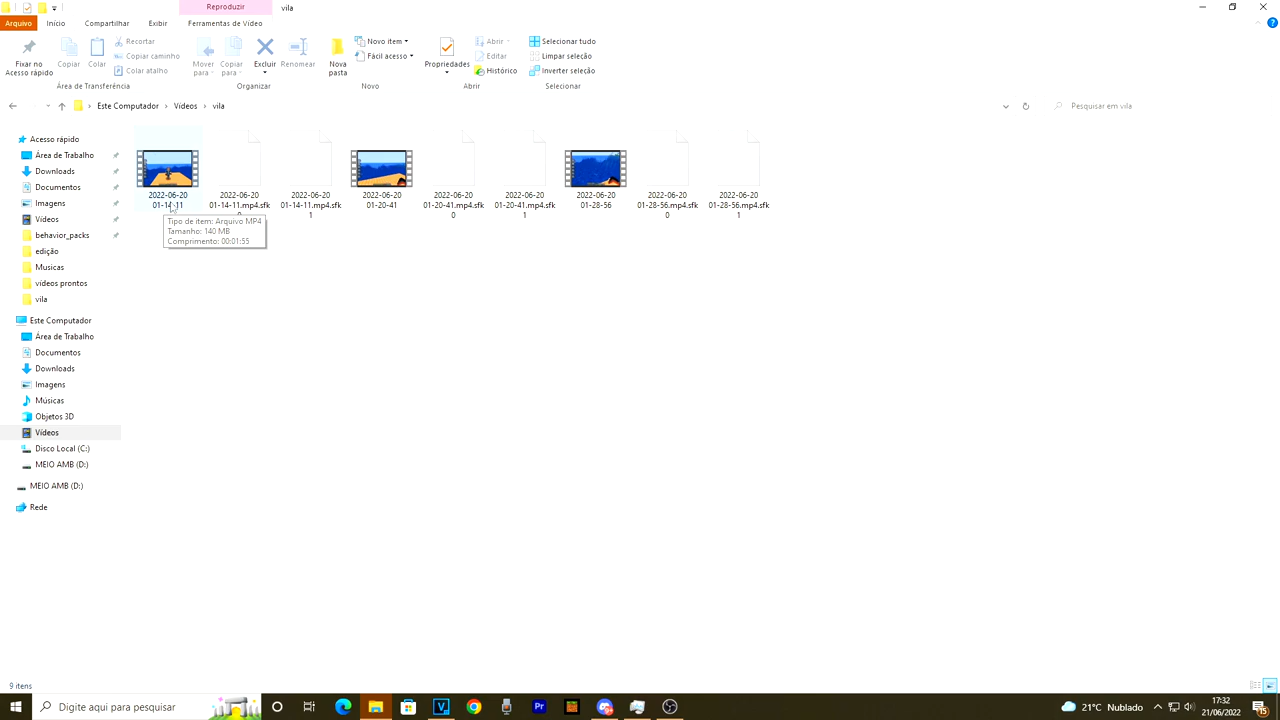 Reproduzir
vila
Arquivo
Início
Compartilhar
Exibir
Ferramentas de Vídeo
Fixar no
Acesso rápido
Copiar
Colar
Recortar
Copiar caminho
Colar atalho
Área de Transferência
Mover
para
Copiar
para
Excluir
Renomear
Organizar
Nova
pasta
Novo item
Fácil acesso
Novo
Propriedades
Abrir
Editar
Histórico
Abrir
Selecionar tudo
Limpar seleção
Inverter seleção
Selecionar
Este Computador
Vídeos
vila
Pesquisar em vila
Acesso rápido
Área de Trabalho
Downloads
Documentos
Imagens
Vídeos
behavior_packs
edição
Musicas
vídeos prontos
vila
Este Computador
Área de Trabalho
Documentos
Downloads
Imagens
Músicas
Objetos 3D
Vídeos
Disco Local (C:)
MEIO AMB (D:)
MEIO AMB (D:)
Rede
2022-06-20
01-14-11
2022-06-20
01-14-11.mp4.sfk
0
2022-06-20
01-14-11.mp4.sfk
1
2022-06-20
01-20-41
2022-06-20
01-20-41.mp4.sfk
0
2022-06-20
01-20-41.mp4.sfk
1
2022-06-20
01-28-56
2022-06-20
01-28-56.mp4.sfk
0
2022-06-20
01-28-56.mp4.sfk
1
Tipo de item: Arquivo MP4
Tamanho: 140 MB
Comprimento: 00:01:55
9 itens
Digite aqui para pesquisar
Pr
21°C Nublado
17:32
21/06/2022
15